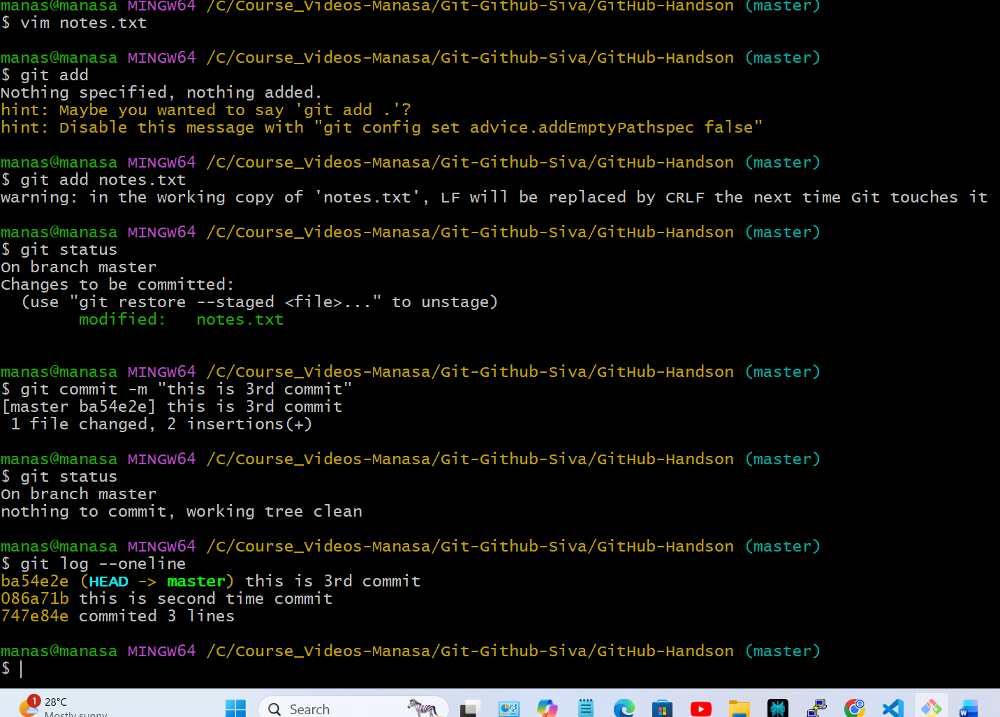 manas@manasa MINGW64 /C/Course_Videos-Manasa/Git-Github-Siva/GitHub-Handson (master)
$ vim notes.txt
manas@manasa MINGW64 /C/Course_Videos-Manasa/Git-Github-Siva/GitHub-Handson (master)
$ git add
Nothing specified, nothing added.
hint: Maybe you wanted to say 'git add .'?
hint: Disable this message with "git config set advice.addEmptyPathspec false"
manas@manasa MINGW64 /C/Course_Videos-Manasa/Git-Github-Siva/GitHub-Handson (master)
$ git add notes.txt
warning: in the working copy of 'notes.txt', LF will be replaced by CRLF the next time Git touches it
manas@manasa MINGW64 /C/Course_Videos-Manasa/Git-Github-Siva/GitHub-Handson (master)
$ git status
On branch master
Changes to be committed:
  (use "git restore --staged <file>..." to unstage)
        modified:   notes.txt
manas@manasa MINGW64 /C/Course_Videos-Manasa/Git-Github-Siva/GitHub-Handson (master)
$ git commit -m "this is 3rd commit"
[master ba54e2e] this is 3rd commit
 1 file changed, 2 insertions(+)
manas@manasa MINGW64 /C/Course_Videos-Manasa/Git-Github-Siva/GitHub-Handson (master)
$ git status
On branch master
nothing to commit, working tree clean
manas@manasa MINGW64 /C/Course_Videos-Manasa/Git-Github-Siva/GitHub-Handson (master)
$ git log --oneline
ba54e2e (HEAD -> master) this is 3rd commit
086a71b this is second time commit
747e84e commited 3 lines
manas@manasa MINGW64 /C/Course_Videos-Manasa/Git-Github-Siva/GitHub-Handson (master)
$
1 28°C
Mostly sunny
Search
W